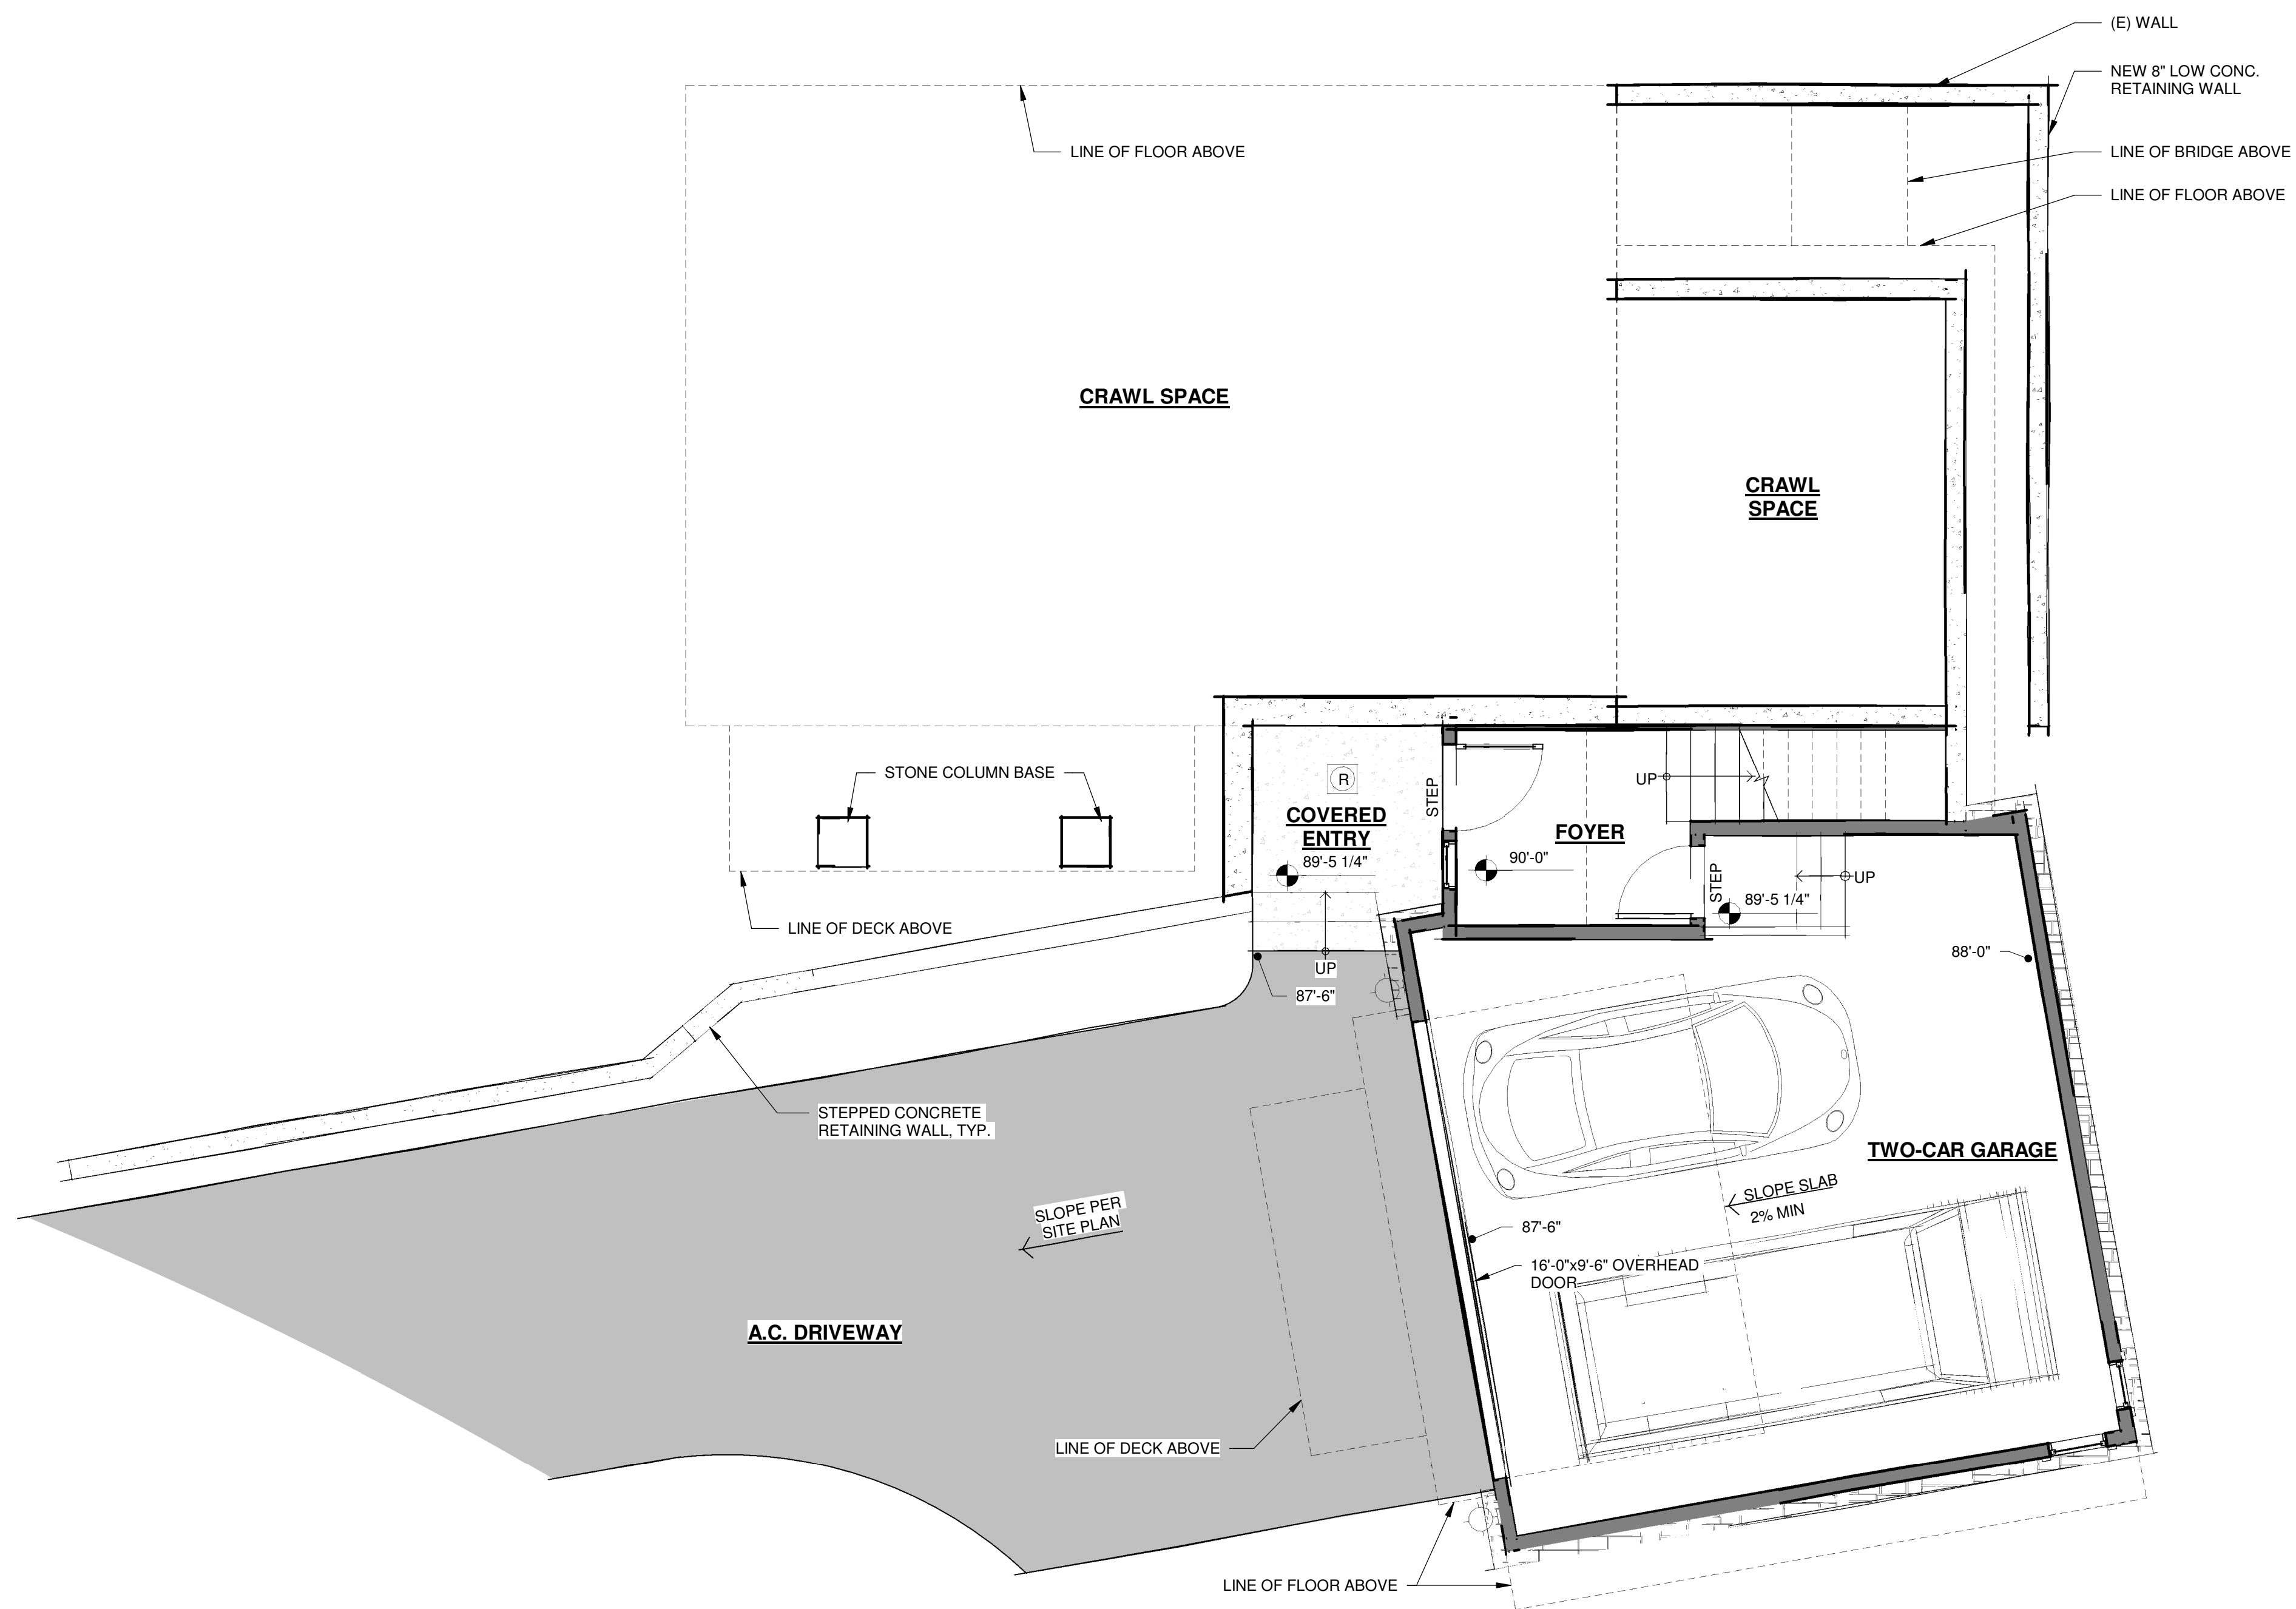 (E) WALL
NEW 8" LOW CONC.
RETAINING WALL
LINE OF FLOOR ABOVE
LINE OF BRIDGE ABOVE
LINE OF FLOOR ABOVE
CRAWL SPACE
CRAWL
SPACE
STONE COLUMN BASE
R
STEP
UP
COVERED
ENTRY
FOYER
89'-5 1/4"
90'-0"
STEP
UP
89'-5 1/4"
LINE OF DECK ABOVE
88'-0"
UP
87'-6"
STEPPED CONCRETE
RETAINING WALL, TYP.
TWO-CAR GARAGE
SLOPE SLAB
2% MIN
SLOPE PER
SITE PLAN
87'-6"
16'-0"x9'-6" OVERHEAD
DOOR
A.C. DRIVEWAY
LINE OF DECK ABOVE
LINE OF FLOOR ABOVE